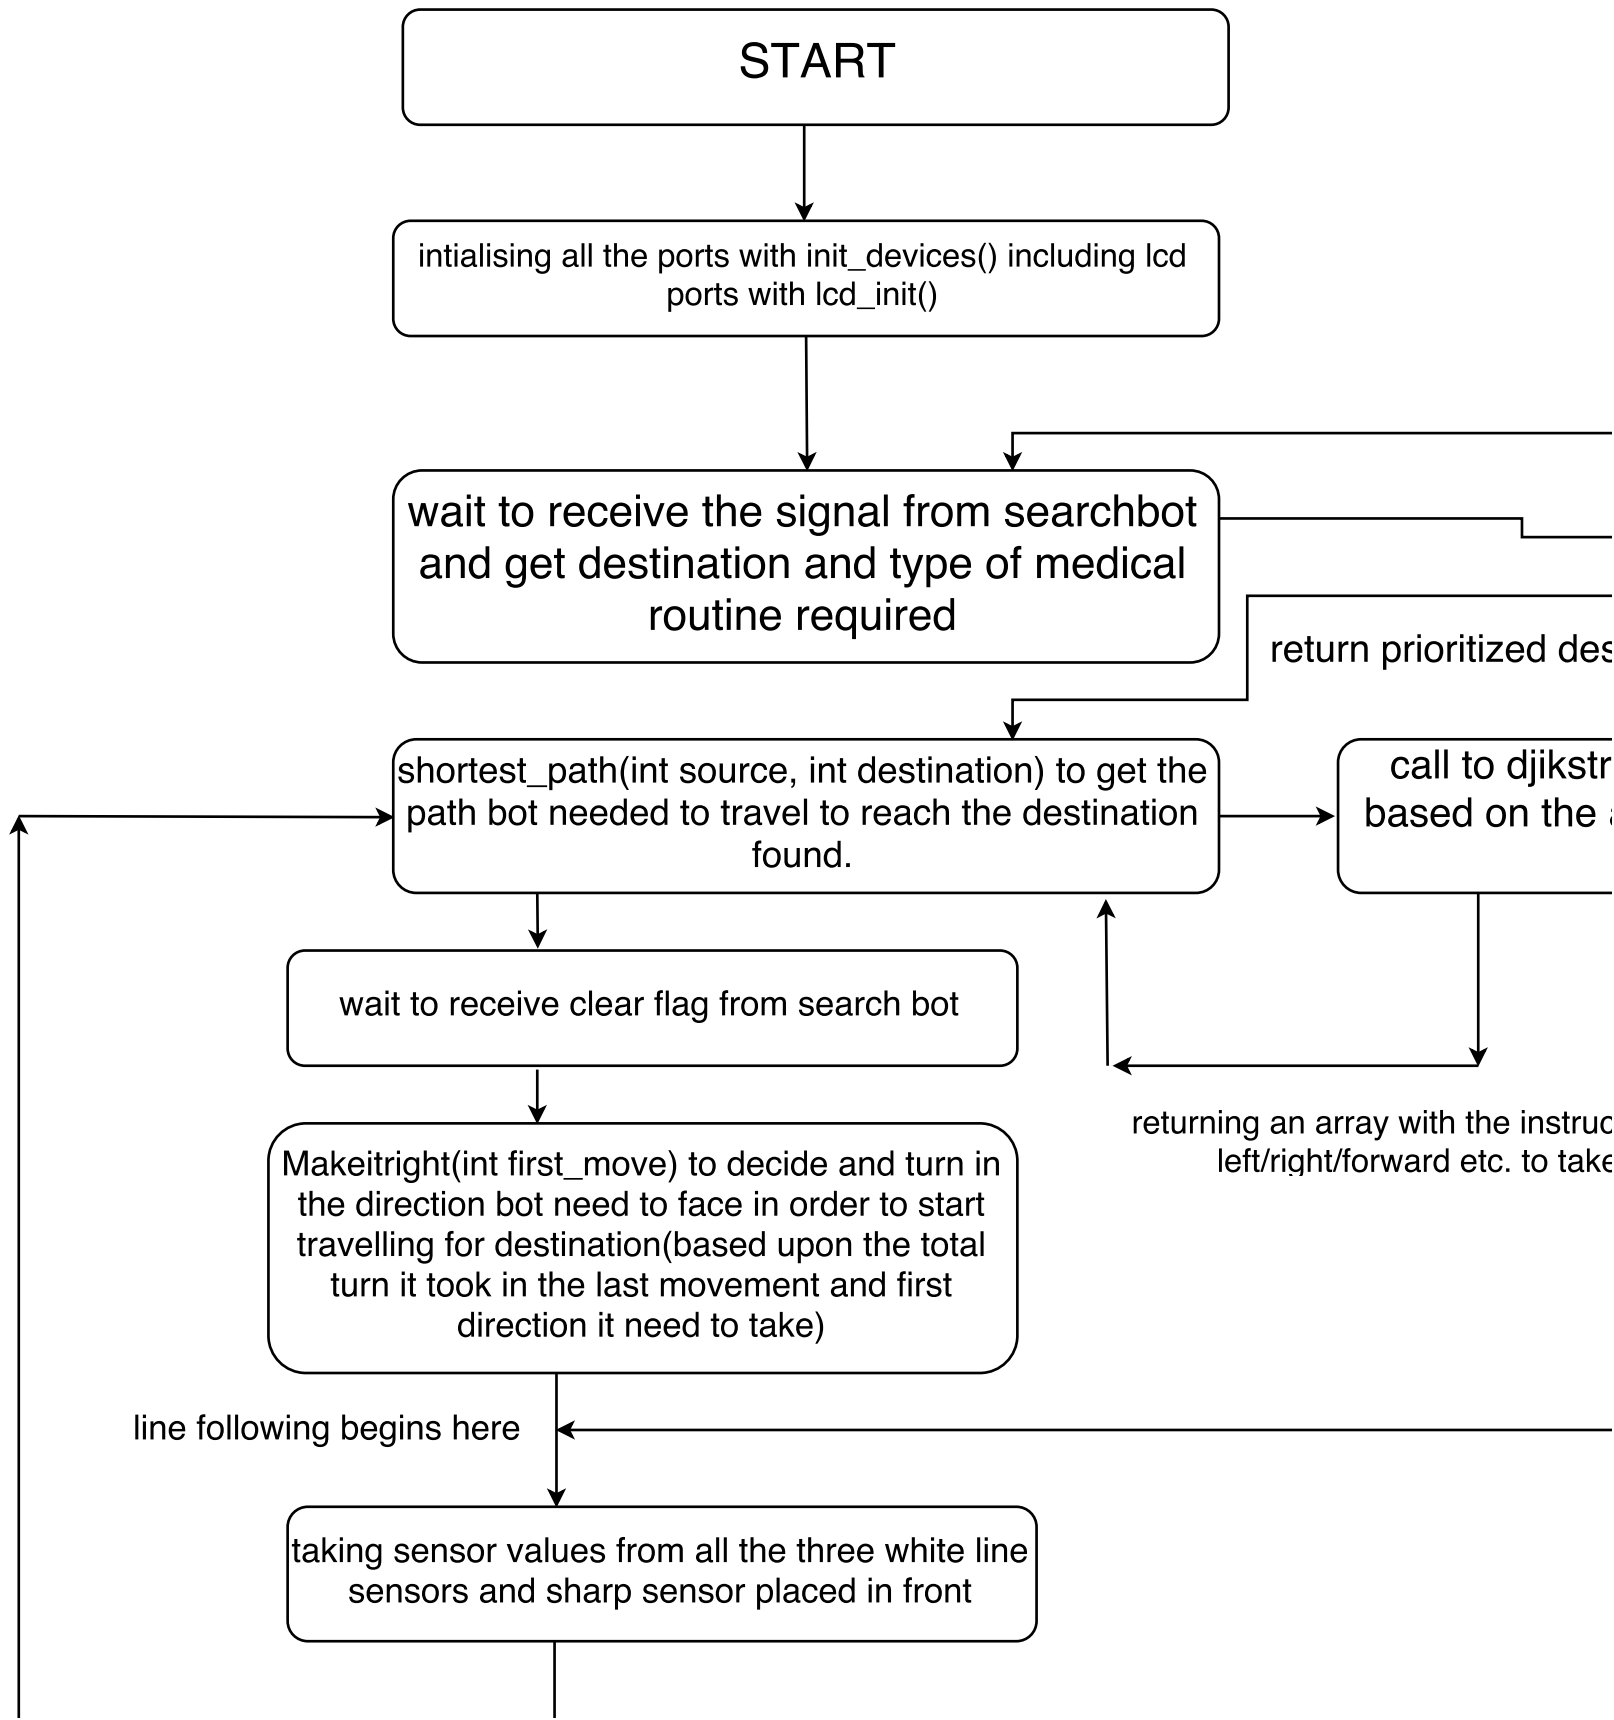 START
intialising all the ports with init_devices() including lcd
ports with lcd_init()
wait to receive the signal from searchbot
and get destination and type of medical
routine required
return prioritized des
shortest_path(int source, int destination) to get the
path bot needed to travel to reach the destination
found.
call to djikstr
based on the a
wait to receive clear flag from search bot
returning an array with the instruc
left/right/forward etc. to take
Makeitright(int first_move) to decide and turn in
the direction bot need to face in order to start
travelling for destination(based upon the total
turn it took in the last movement and first
direction it need to take)
line following begins here
taking sensor values from all the three white line
sensors and sharp sensor placed in front